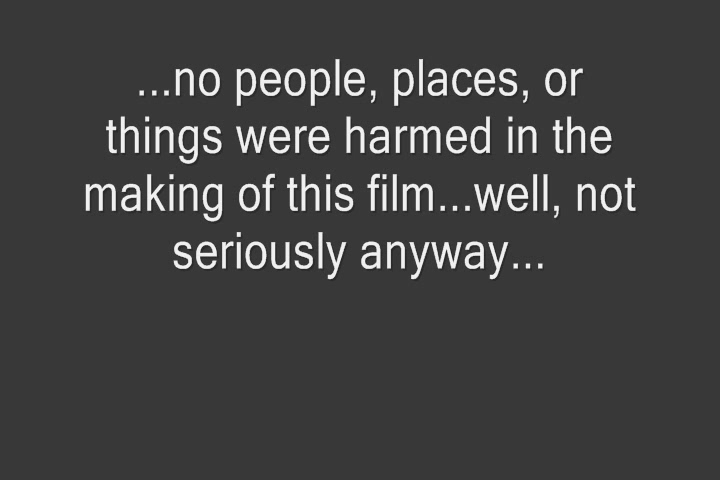 ...no people, places, or
things were harmed in the
making of this film...well, not
seriously anyway...